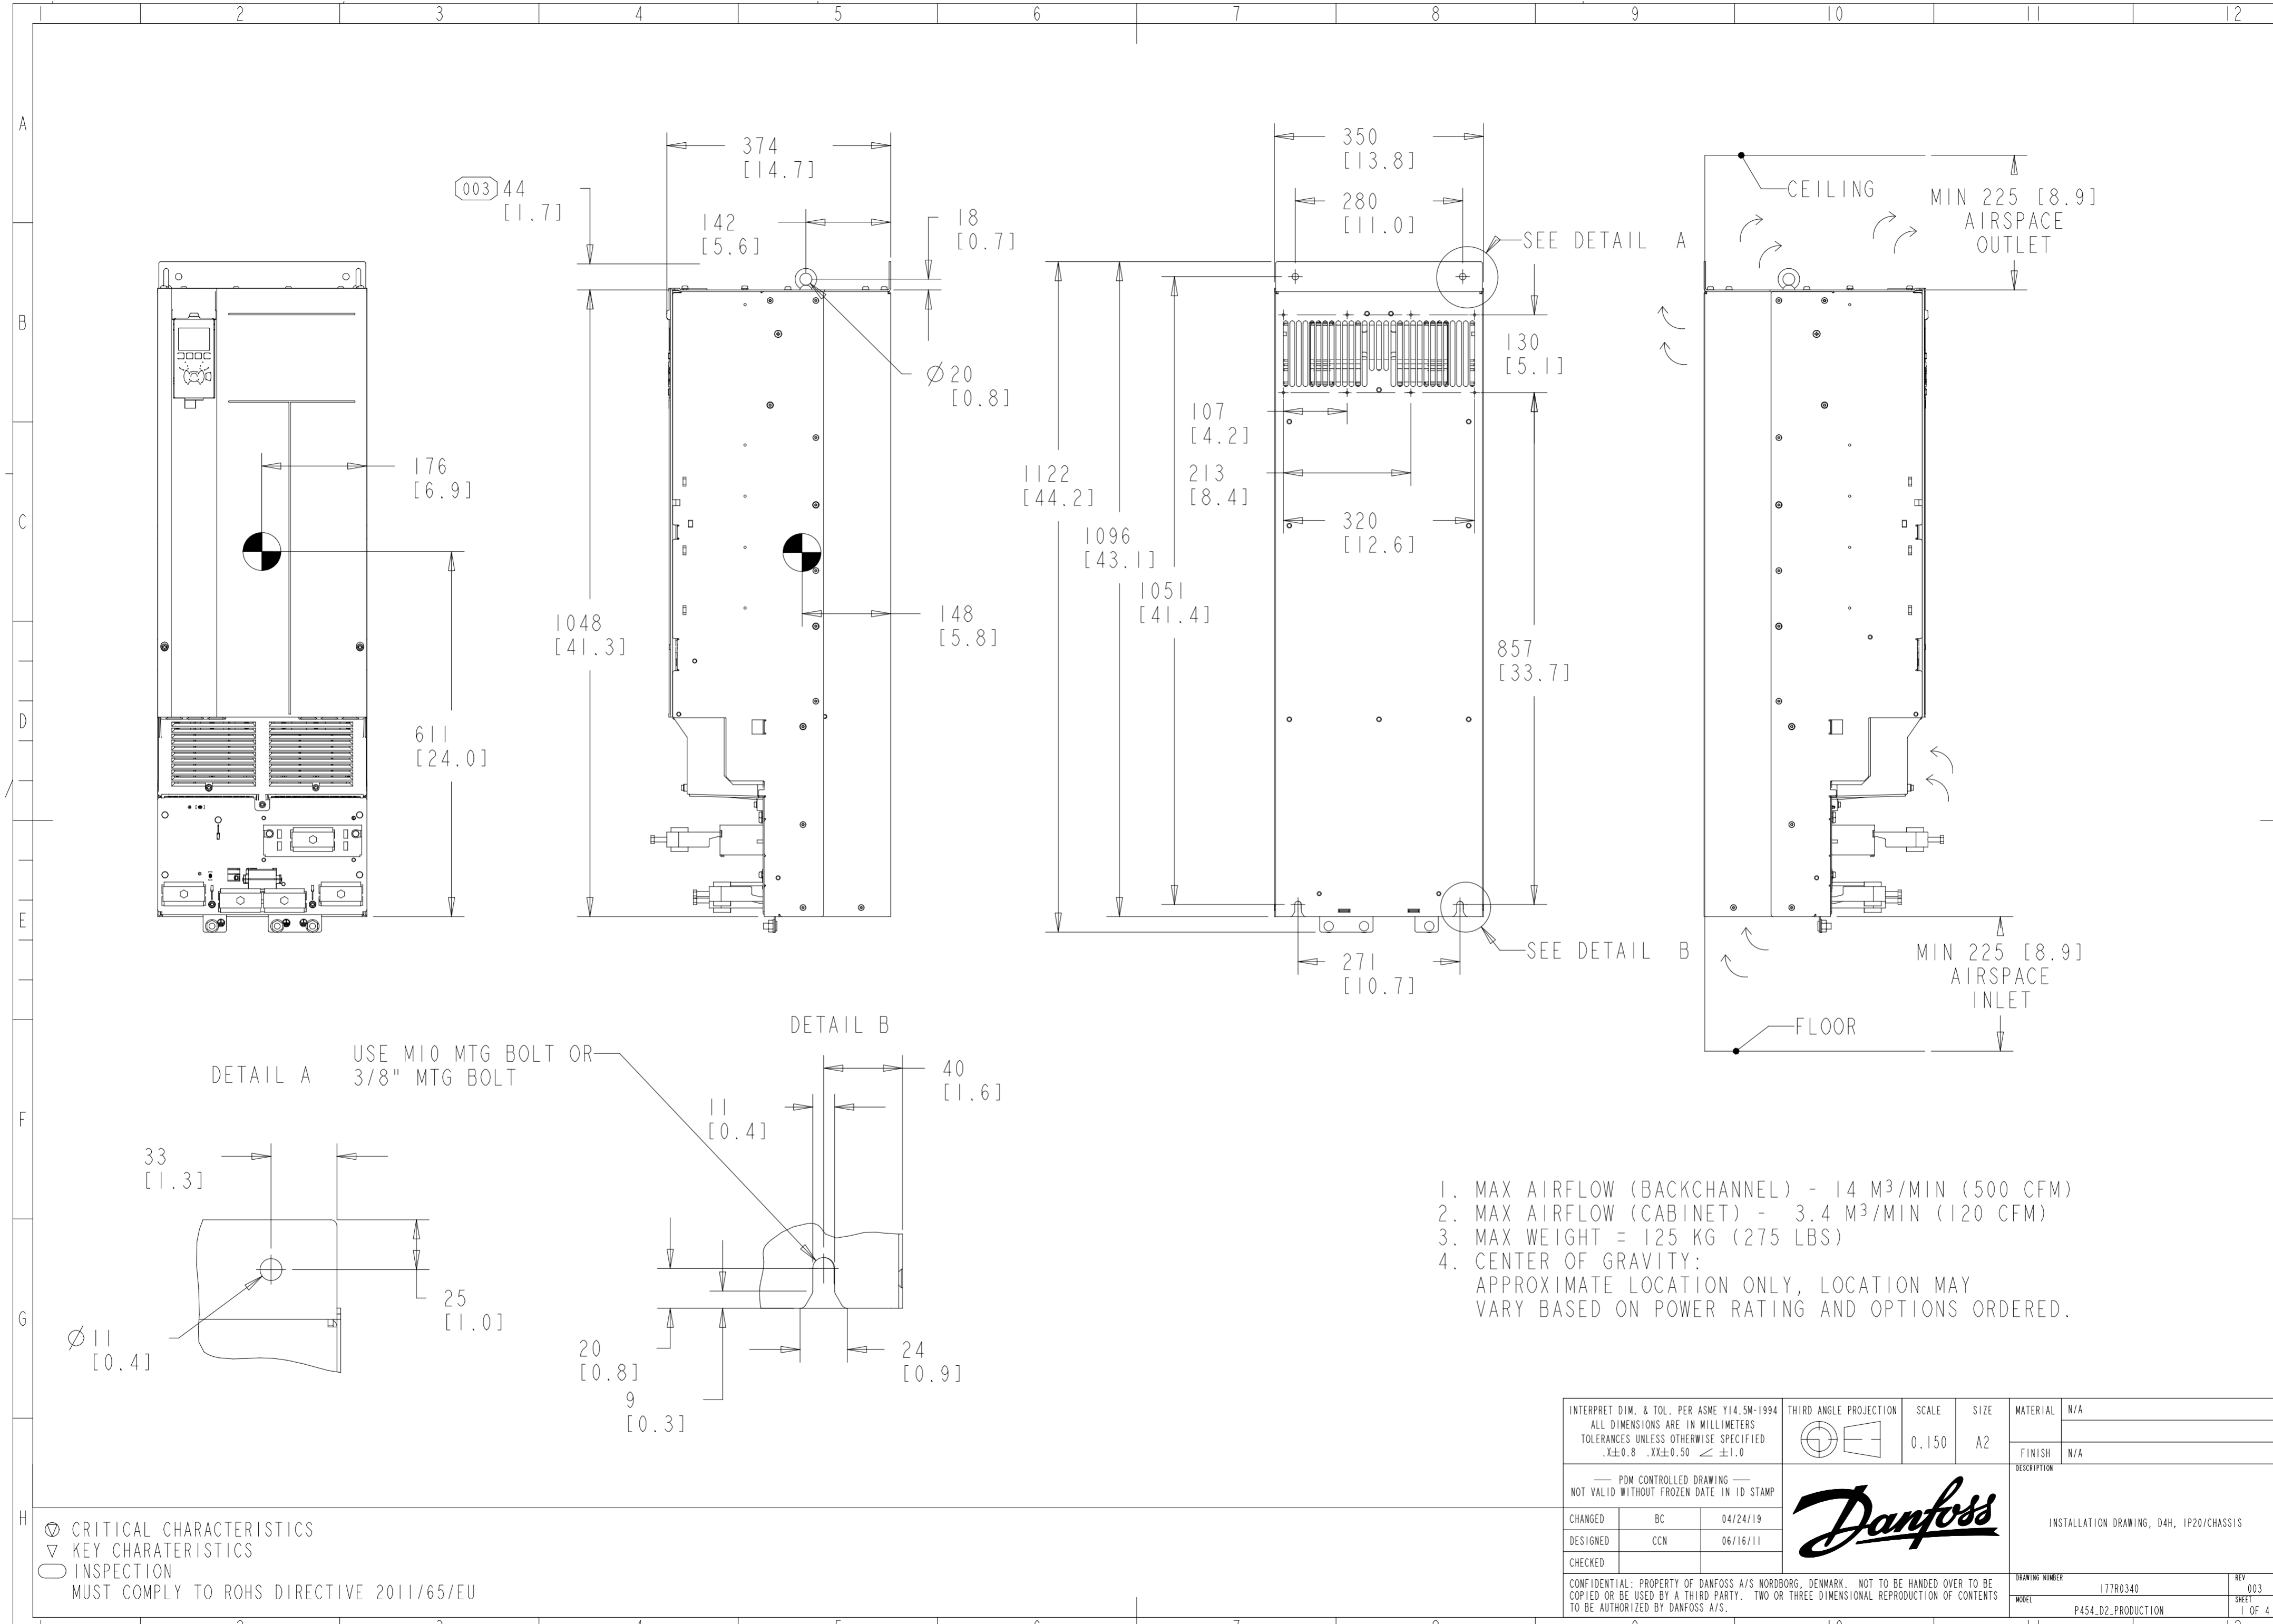 1 2 3 4 5 6 7 8 9 10 11 12
A
B
C
D
E
F
G
H
374
[14.7]
003 44
[1.7]
142
[5.6]
18
[0.7]
Ø20
[0.8]
350
[13.8]
280
[11.0]
SEE DETAIL A
CEILING
MIN 225 [8.9]
AIRSPACE
OUTLET
130
[5.1]
107
[4.2]
213
[8.4]
320
[12.6]
176
[6.9]
1122
[44.2]
1096
[43.1]
1051
[41.4]
1048
[41.3]
148
[5.8]
857
[33.7]
611
[24.0]
271
[10.7]
SEE DETAIL B
MIN 225 [8.9]
AIRSPACE
INLET
FLOOR
DETAIL B
DETAIL A
USE M10 MTG BOLT OR
3/8" MTG BOLT
40
[1.6]
11
[0.4]
33
[1.3]
25
[1.0]
Ø11
[0.4]
20
[0.8]
9
[0.3]
24
[0.9]
1. MAX AIRFLOW (BACKCHANNEL) - 14 M³/MIN (500 CFM)
2. MAX AIRFLOW (CABINET) - 3.4 M³/MIN (120 CFM)
3. MAX WEIGHT = 125 KG (275 LBS)
4. CENTER OF GRAVITY:
APPROXIMATE LOCATION ONLY, LOCATION MAY
VARY BASED ON POWER RATING AND OPTIONS ORDERED.
CRITICAL CHARACTERISTICS
KEY CHARATERISTICS
INSPECTION
MUST COMPLY TO ROHS DIRECTIVE 2011/65/EU
INTERPRET DIM. & TOL. PER ASME Y14.5M-1994
ALL DIMENSIONS ARE IN MILLIMETERS
TOLERANCES UNLESS OTHERWISE SPECIFIED
.X±0.8 .XX±0.50 ∠ ±1.0
THIRD ANGLE PROJECTION
SCALE
0.150
SIZE
A2
MATERIAL N/A
FINISH N/A
PDM CONTROLLED DRAWING
NOT VALID WITHOUT FROZEN DATE IN ID STAMP
CHANGED BC 04/24/19
DESIGNED CCN 06/16/11
CHECKED
Danfoss
DESCRIPTION
INSTALLATION DRAWING, D4H, IP20/CHASSIS
CONFIDENTIAL: PROPERTY OF DANFOSS A/S NORDBORG, DENMARK. NOT TO BE HANDED OVER TO BE
COPIED OR BE USED BY A THIRD PARTY. TWO OR THREE DIMENSIONAL REPRODUCTION OF CONTENTS
TO BE AUTHORIZED BY DANFOSS A/S.
DRAWING NUMBER
177R0340
REV
003
MODEL
P454_D2_PRODUCTION
SHEET
1 OF 4